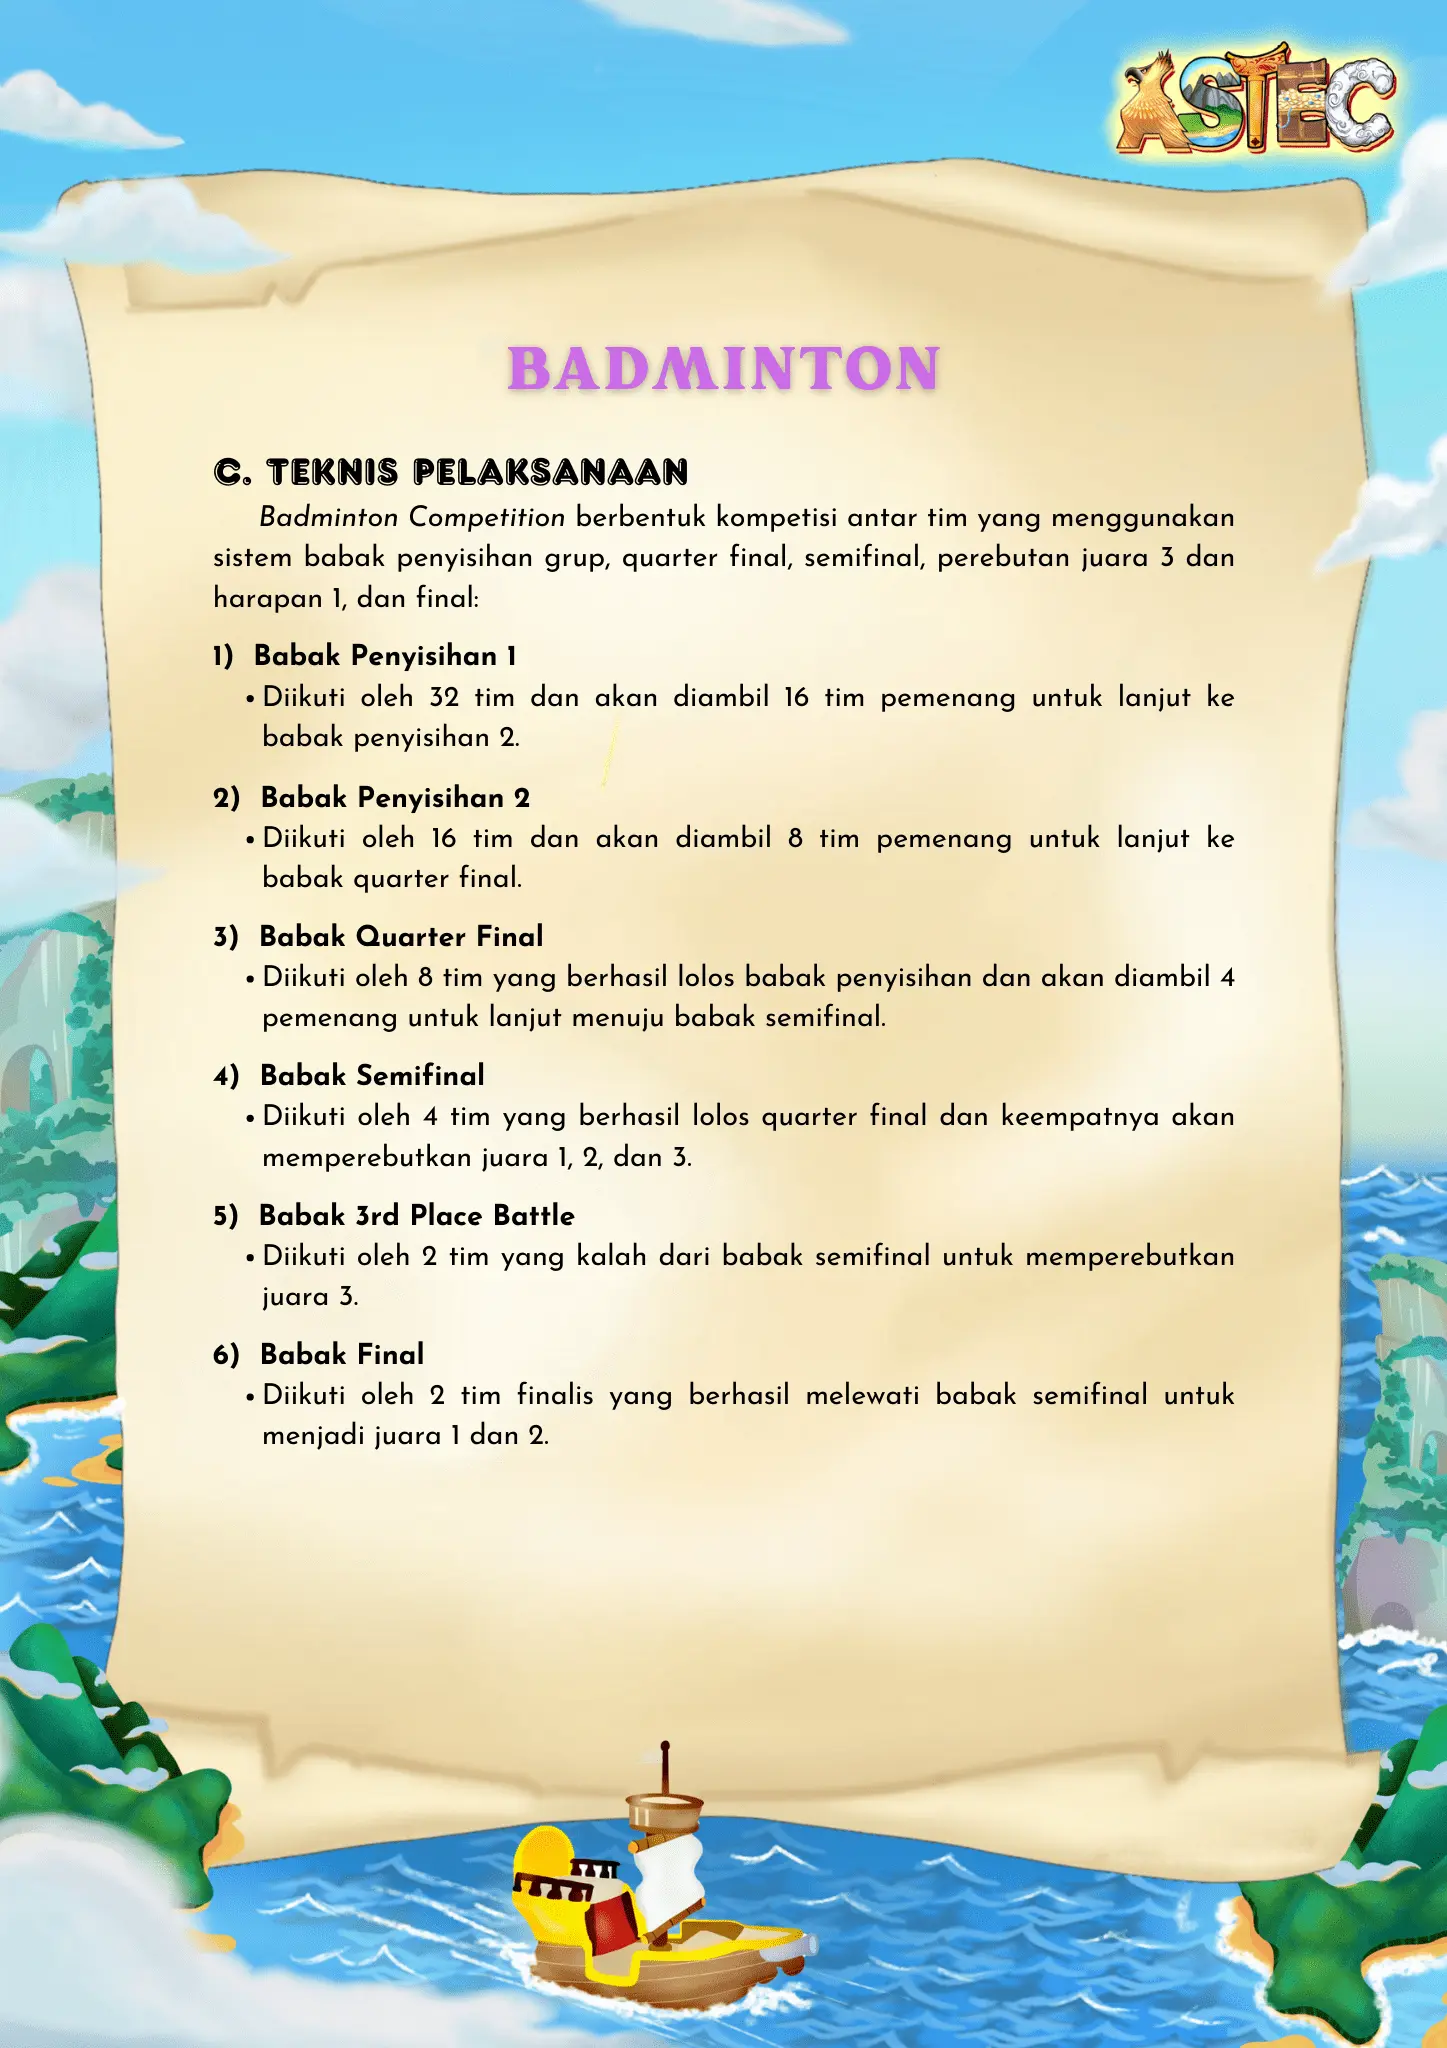 ASTEC
BADMINTON
C. TEKNIS PELAKSANAAN
Badminton Competition berbentuk kompetisi antar tim yang menggunakan
sistem babak penyisihan grup, quarter final, semifinal, perebutan juara 3 dan
harapan 1, dan final:
1) Babak Penyisihan 1
• Diikuti oleh 32 tim dan akan diambil 16 tim pemenang untuk lanjut ke
babak penyisihan 2.
2) Babak Penyisihan 2
• Diikuti oleh 16 tim dan akan diambil 8 tim pemenang untuk lanjut ke
babak quarter final.
3) Babak Quarter Final
• Diikuti oleh 8 tim yang berhasil lolos babak penyisihan dan akan diambil 4
pemenang untuk lanjut menuju babak semifinal.
4) Babak Semifinal
• Diikuti oleh 4 tim yang berhasil lolos quarter final dan keempatnya akan
memperebutkan juara 1, 2, dan 3.
5) Babak 3rd Place Battle
• Diikuti oleh 2 tim yang kalah dari babak semifinal untuk memperebutkan
juara 3.
6) Babak Final
• Diikuti oleh 2 tim finalis yang berhasil melewati babak semifinal untuk
menjadi juara 1 dan 2.